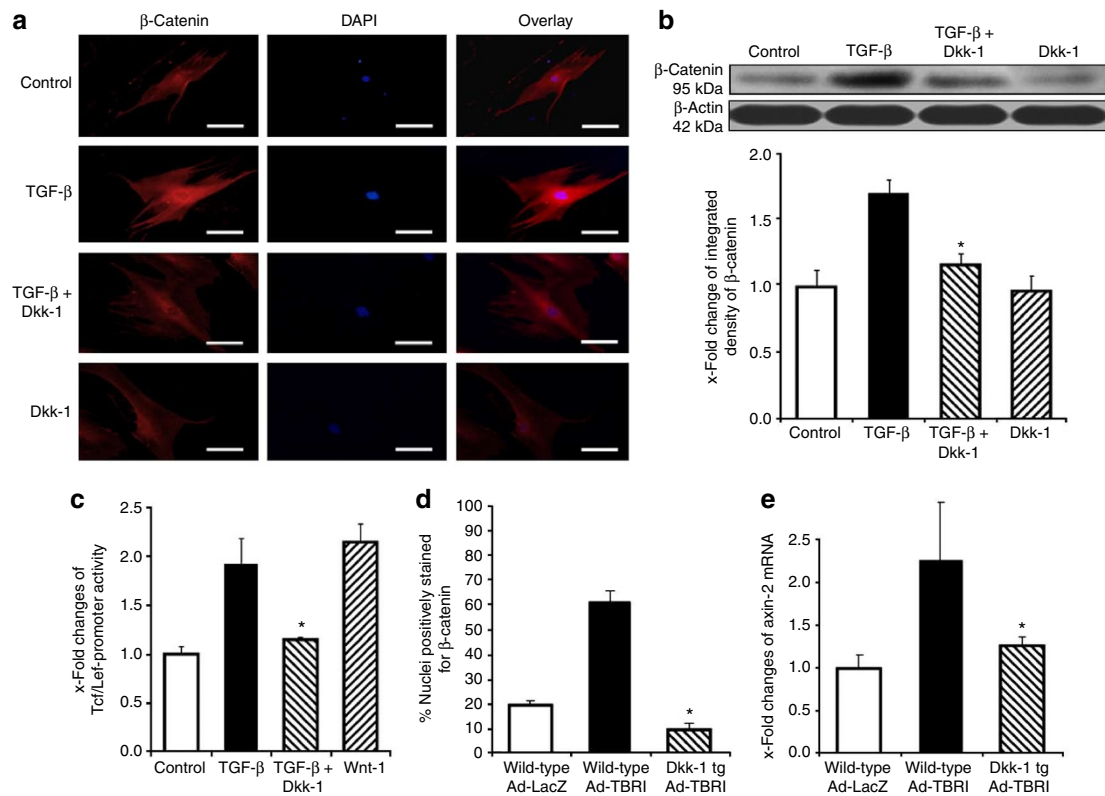 a
β-Catenin DAPI Overlay
Control
TGF-β
TGF-β +
Dkk-1
Dkk-1
b
Control TGF-β TGF-β +
Dkk-1 Dkk-1
β-Catenin
95 kDa
β-Actin
42 kDa
x-Fold change of integrated
density of β-catenin
2.0
1.5
1.0
0.5
0.0
Control TGF-β TGF-β +
Dkk-1 Dkk-1
*
c
x-Fold changes of
Tcf/Lef-promoter activity
2.5
2.0
1.5
1.0
0.5
0.0
*
Control TGF-β TGF-β +
Dkk-1 Wnt-1
d
% Nuclei positively stained
for β-catenin
100
90
80
70
60
50
40
30
20
10
0
*
Wild-type Wild-type Dkk-1 tg
Ad-LacZ Ad-TBRI Ad-TBRI
e
x-Fold changes of axin-2 mRNA
2.5
2.0
1.5
1.0
0.5
0.0
*
Wild-type Wild-type Dkk-1 tg
Ad-LacZ Ad-TBRI Ad-TBRI